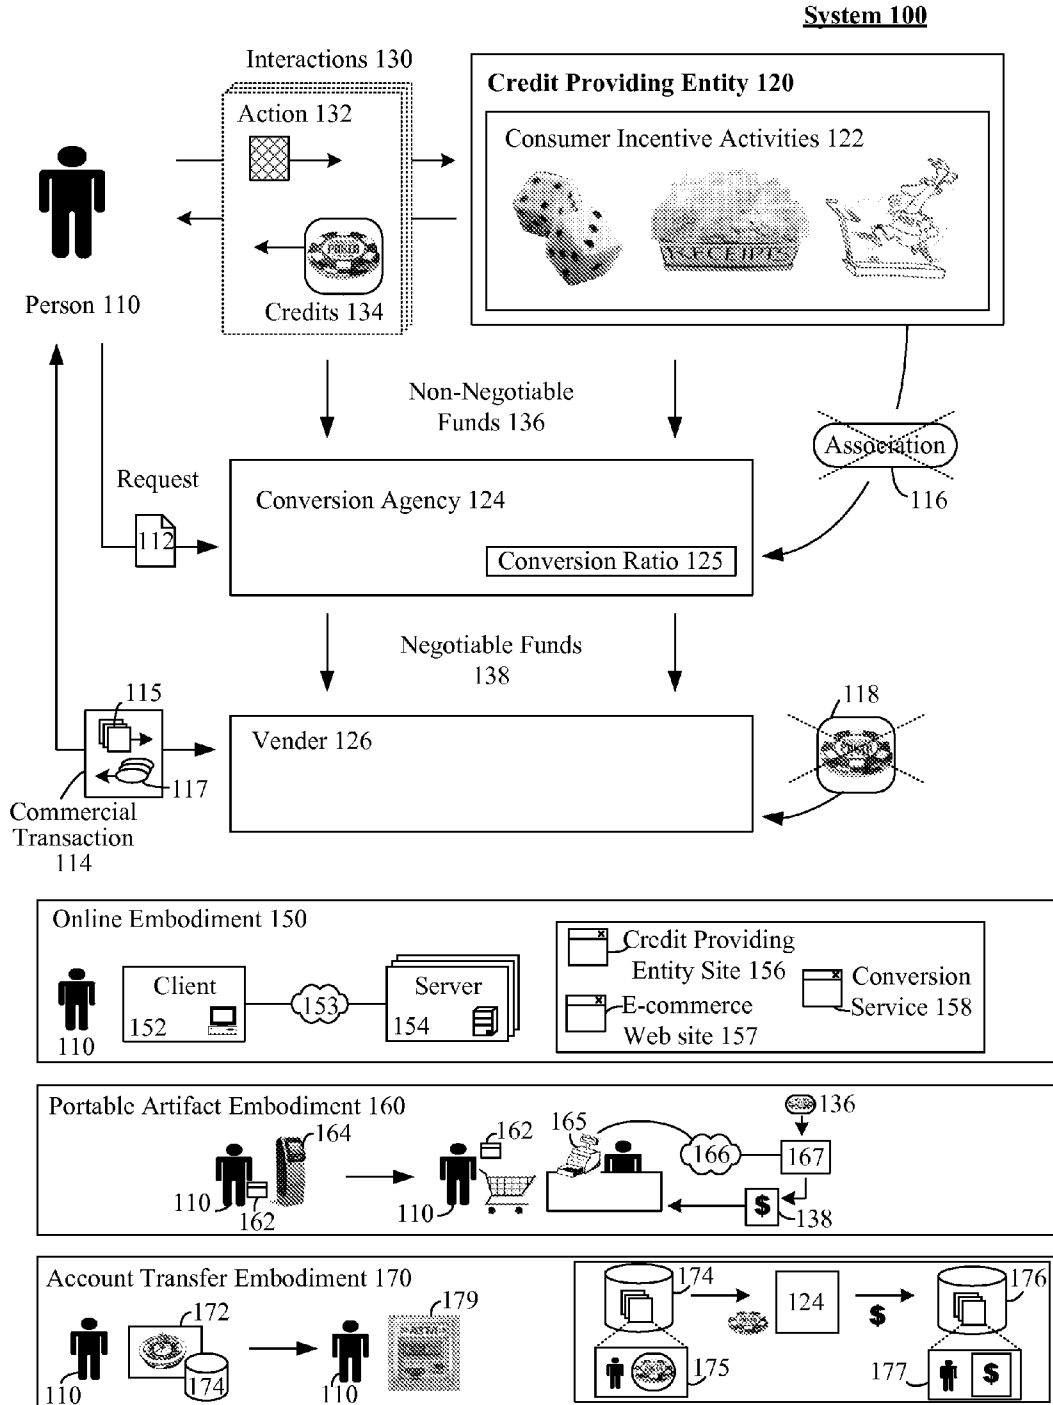 System 100
Interactions 130
Credit Providing Entity 120
Action 132
Consumer Incentive Activities 122
POKER
RECEIPTS
Person 110
Credits 134
Non-Negotiable
Funds 136
Association
116
Request
112
Conversion Agency 124
Conversion Ratio 125
Negotiable Funds
138
115
118
Vender 126
117
Commercial
Transaction
114
Online Embodiment 150
Credit Providing
Entity Site 156
Client
152
153
Server
154
110
E-commerce
Web site 157
Conversion
Service 158
Portable Artifact Embodiment 160
164
162
165
136
166
167
110
162
110
$
138
Account Transfer Embodiment 170
172
179
174
124
176
$
174
110
110
175
177
$